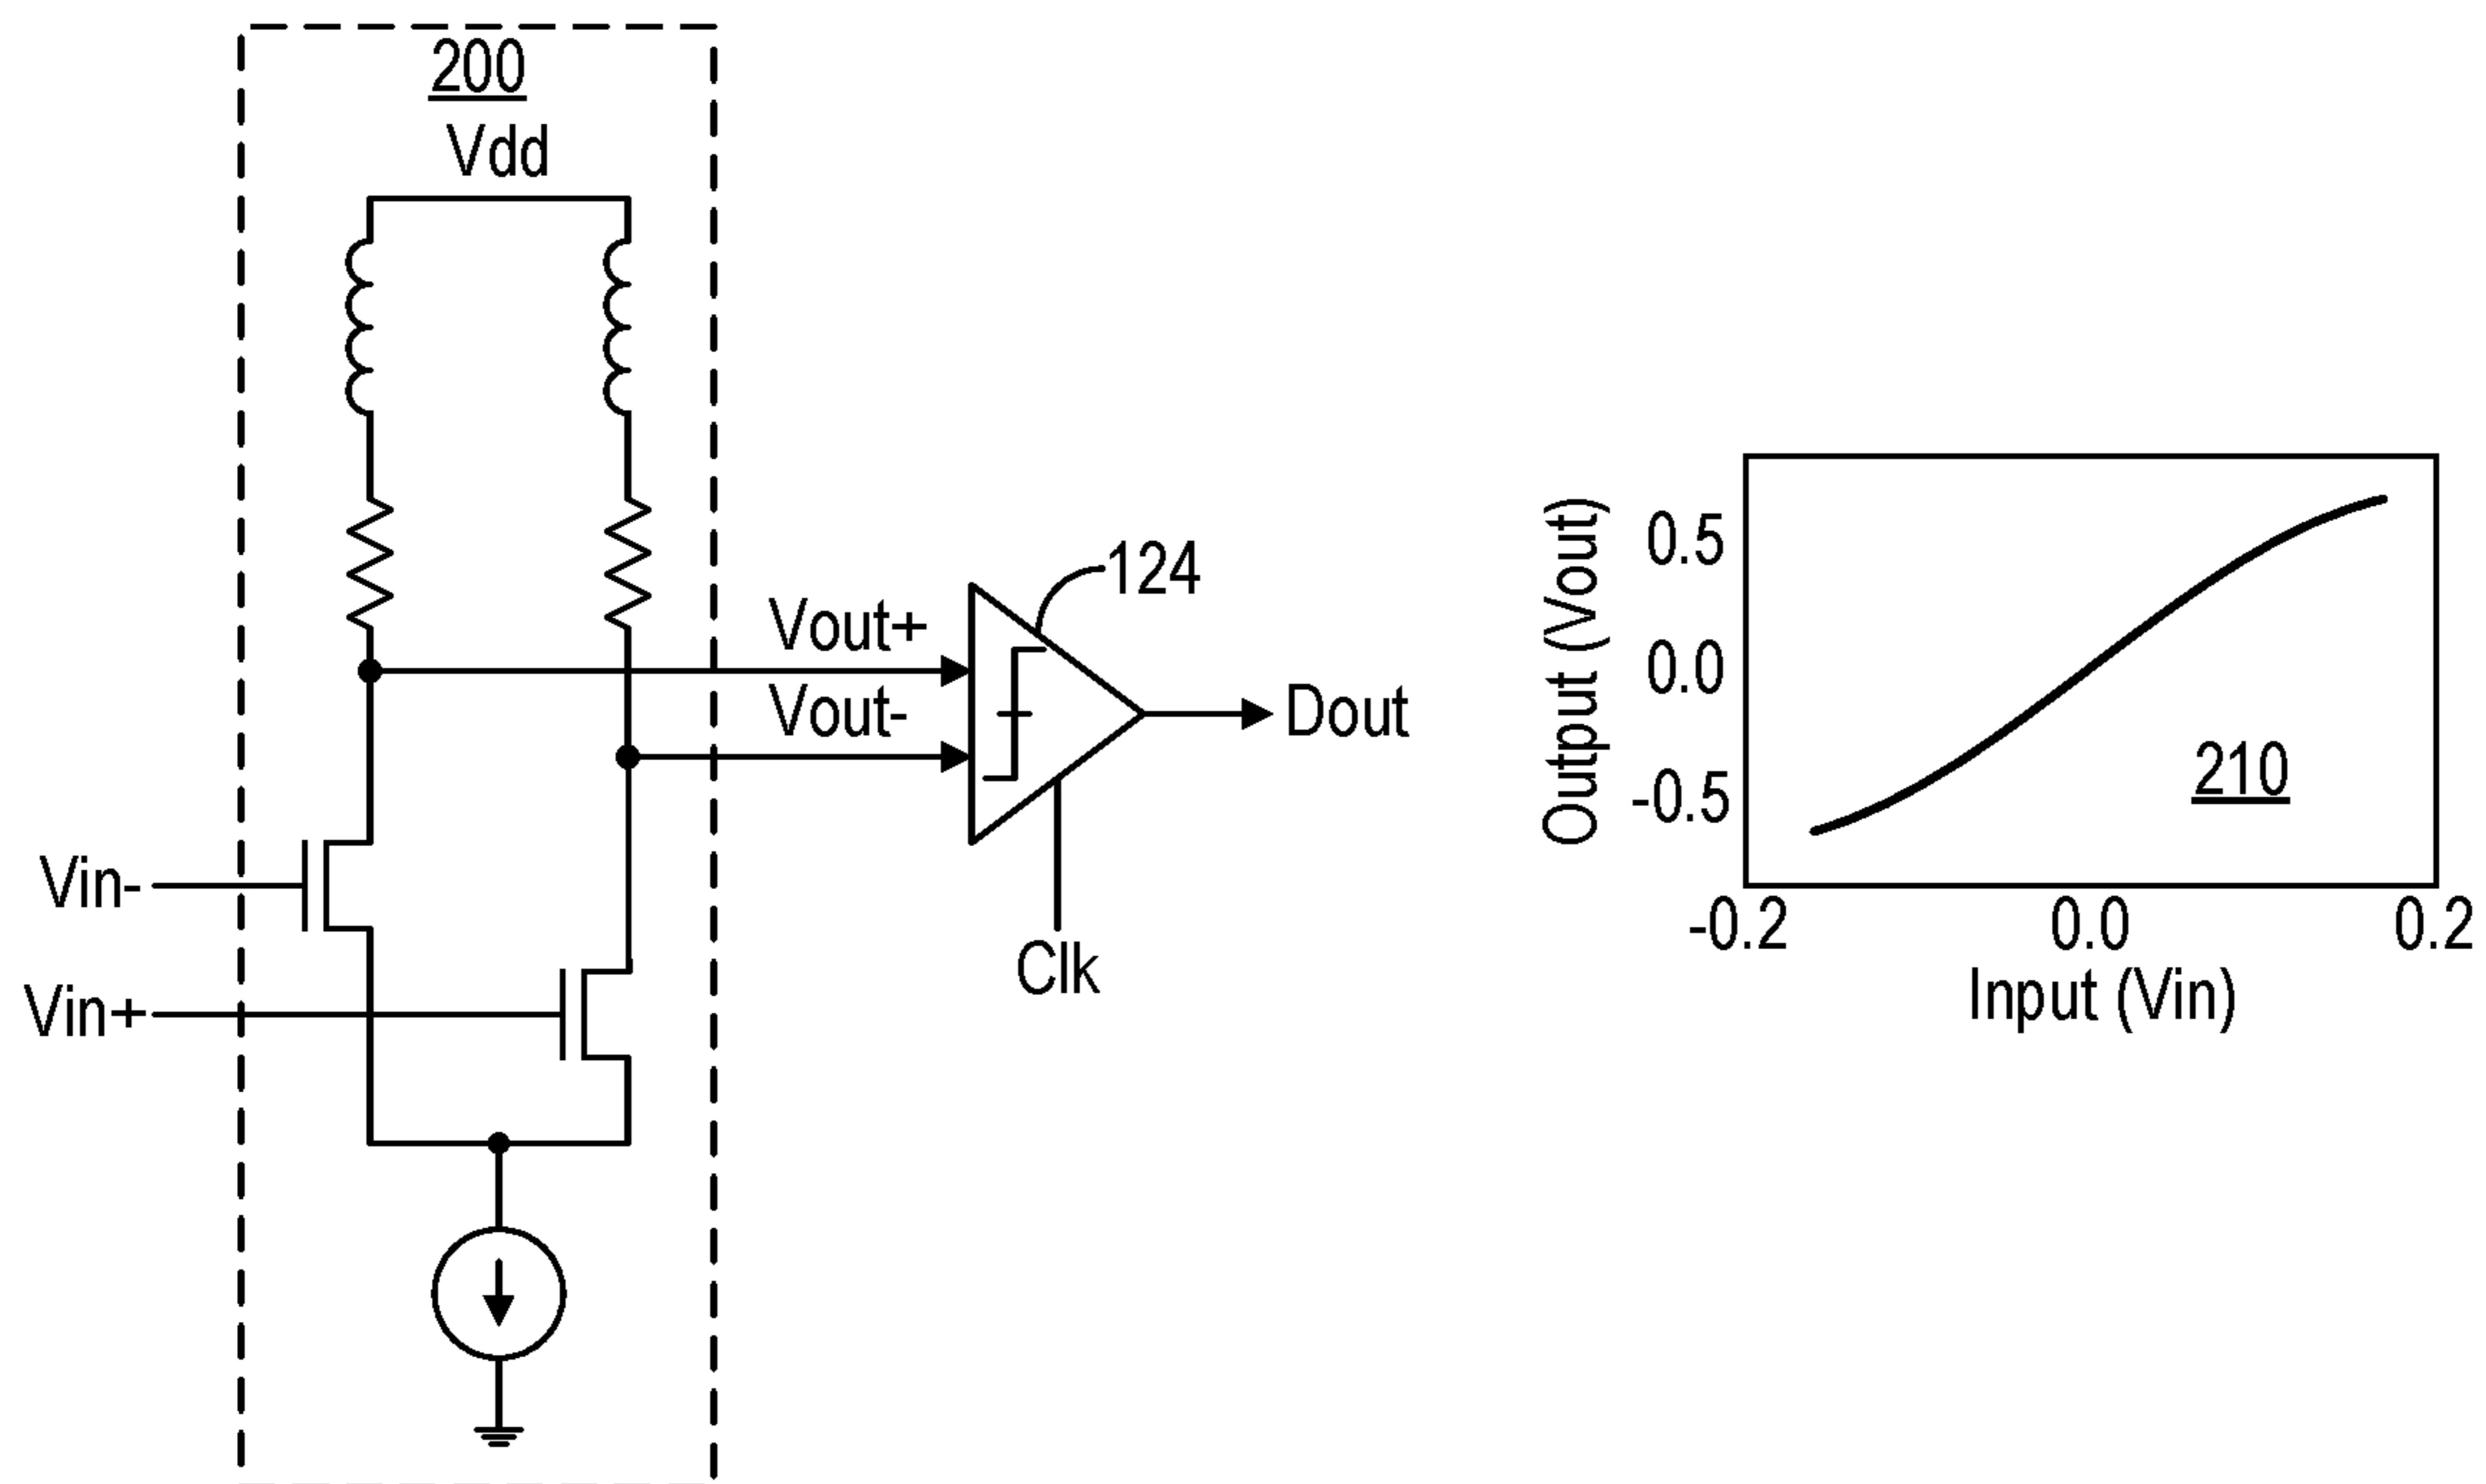 200
Vdd
124
Vout+
Vout-
Dout
Vin-
Vin+
Clk
Output (Vout)
0.5
0.0
-0.5
210
-0.2
0.0
0.2
Input (Vin)